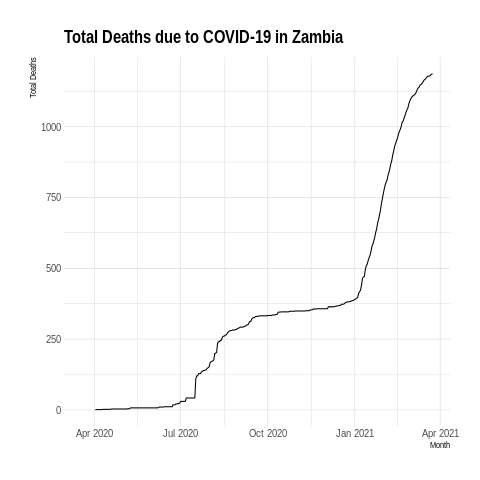 Total Deaths due to COVID-19 in Zambia
Total Deaths
1000
750
500
250
0
Apr 2020 Jul 2020 Oct 2020 Jan 2021 Apr 2021
Month